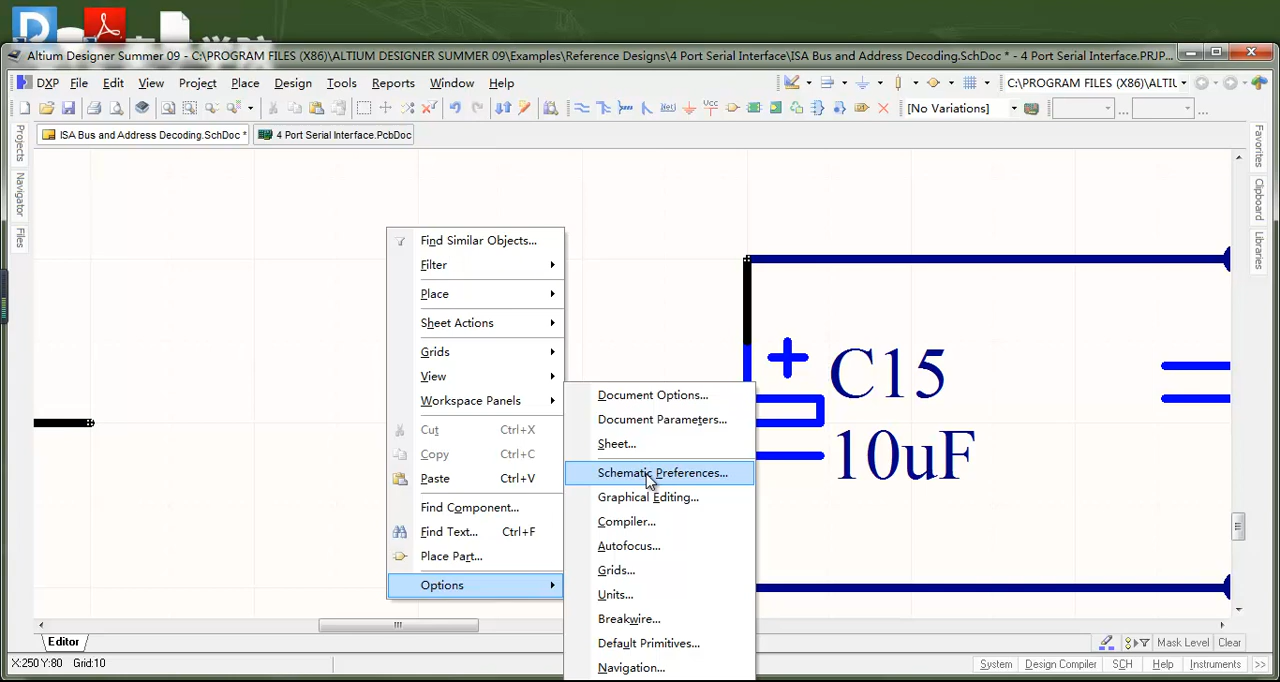 Altium Designer Summer 09 - C:\PROGRAM FILES (X86)\ALTIUM DESIGNER SUMMER 09\Examples\Reference Designs\4 Port Serial Interface\ISA Bus and Address Decoding.SchDoc * - 4 Port Serial Interface.PRJP...
DXP File Edit View Project Place Design Tools Reports Window Help C:\PROGRAM FILES (X86)\ALTIU
[No Variations] ... ...
ISA Bus and Address Decoding.SchDoc * 4 Port Serial Interface.PcbDoc
Projects
Navigator
Files
Favorites
Clipboard
Libraries
Find Similar Objects...
Filter
Place
Sheet Actions
Grids
View
Workspace Panels
Cut Ctrl+X
Copy Ctrl+C
Paste Ctrl+V
Find Component...
Find Text... Ctrl+F
Place Part...
Options
Document Options...
Document Parameters...
Sheet...
Schematic Preferences...
Graphical Editing...
Compiler...
Autofocus...
Grids...
Units...
Breakwire...
Default Primitives...
Navigation...
C15
10uF
Editor
Mask Level Clear
X:250 Y:80 Grid:10
System Design Compiler SCH Help Instruments >>